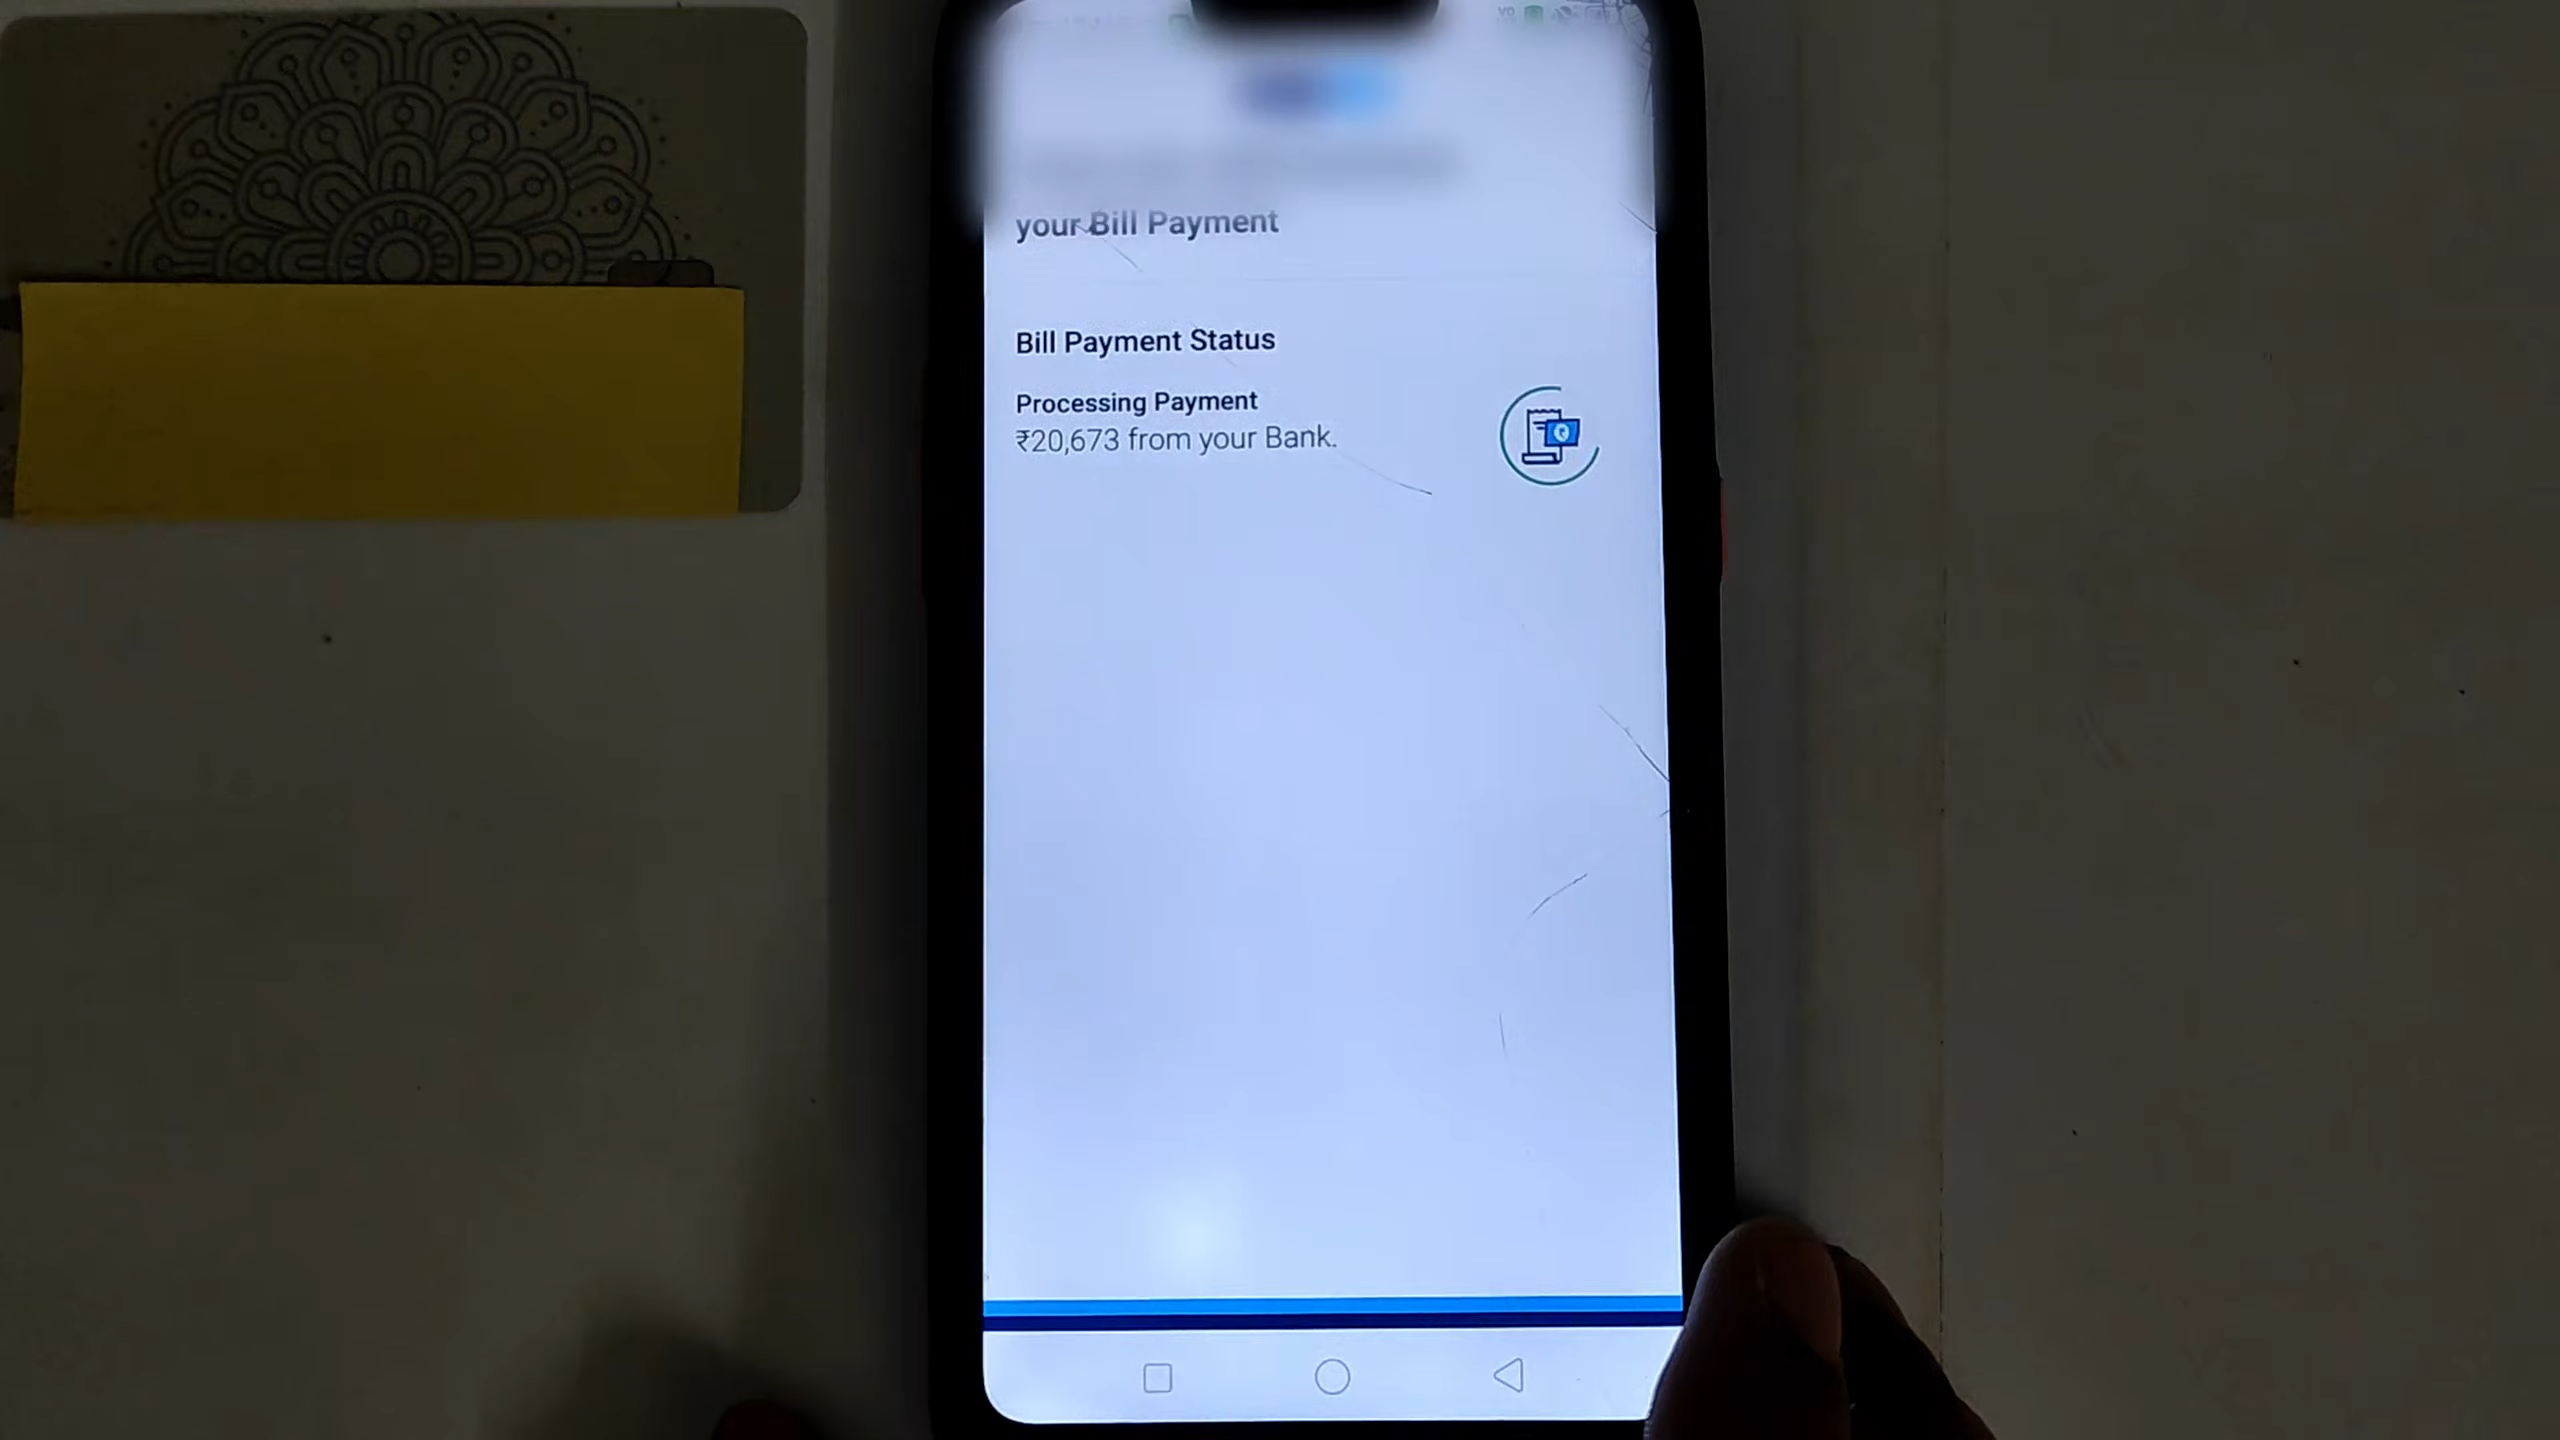 your Bill Payment
Bill Payment Status
Processing Payment
₹20,673 from your Bank.